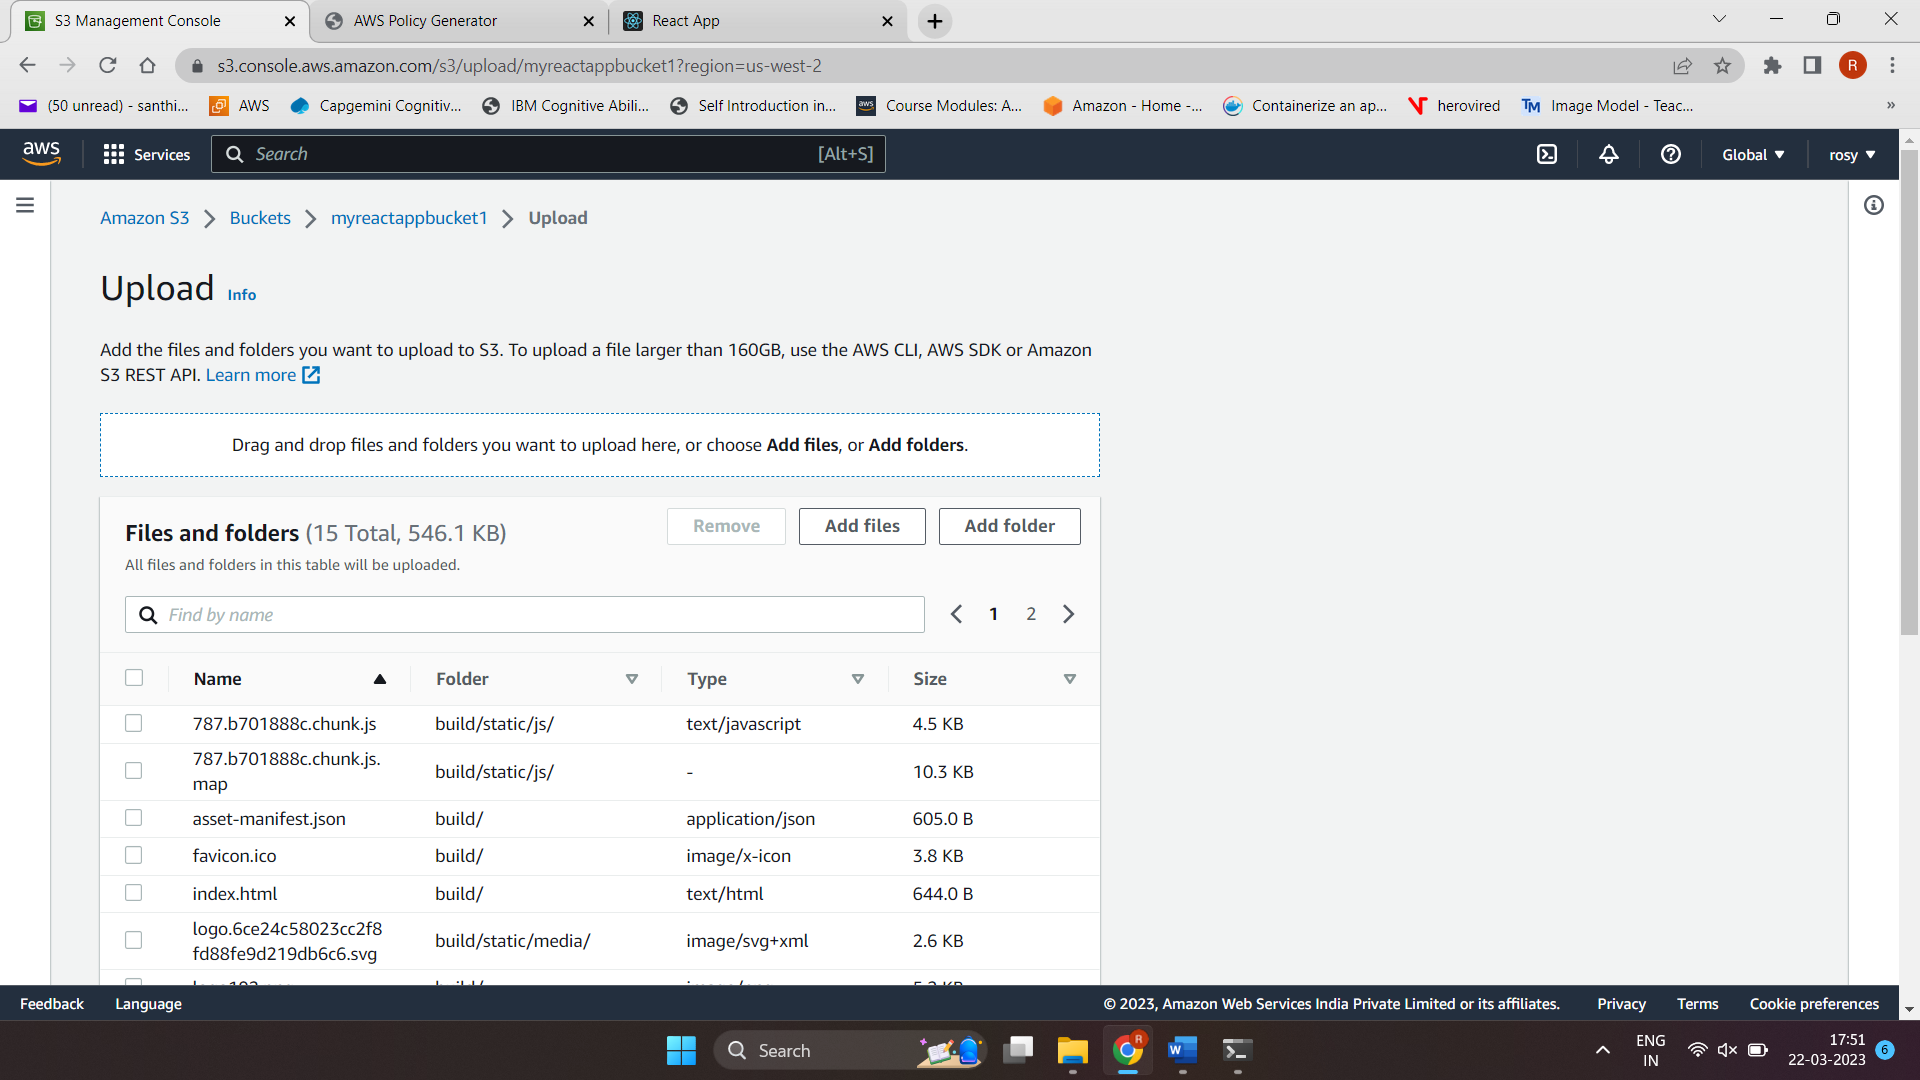 S3 Management Console
AWS Policy Generator
React App
s3.console.aws.amazon.com/s3/upload/myreactappbucket1?region=us-west-2
R
(50 unread) - santhi...
AWS
Capgemini Cognitiv...
IBM Cognitive Abili...
Self Introduction in...
aws
Course Modules: A...
Amazon - Home -...
Containerize an ap...
herovired
TM
Image Model - Teac...
»
aws
Services
Search
[Alt+S]
Global
rosy
Amazon S3
Buckets
myreactappbucket1
Upload
Upload Info
Add the files and folders you want to upload to S3. To upload a file larger than 160GB, use the AWS CLI, AWS SDK or Amazon
S3 REST API. Learn more
Drag and drop files and folders you want to upload here, or choose Add files, or Add folders.
Files and folders (15 Total, 546.1 KB)
Remove
Add files
Add folder
All files and folders in this table will be uploaded.
Find by name
1
2
Name Folder Type Size
787.b701888c.chunk.js build/static/js/ text/javascript 4.5 KB
787.b701888c.chunk.js.
map build/static/js/ - 10.3 KB
asset-manifest.json build/ application/json 605.0 B
favicon.ico build/ image/x-icon 3.8 KB
index.html build/ text/html 644.0 B
logo.6ce24c58023cc2f8
fd88fe9d219db6c6.svg build/static/media/ image/svg+xml 2.6 KB
Feedback
Language
© 2023, Amazon Web Services India Private Limited or its affiliates.
Privacy
Terms
Cookie preferences
Search
R
W
ENG
IN
17:51
22-03-2023
6